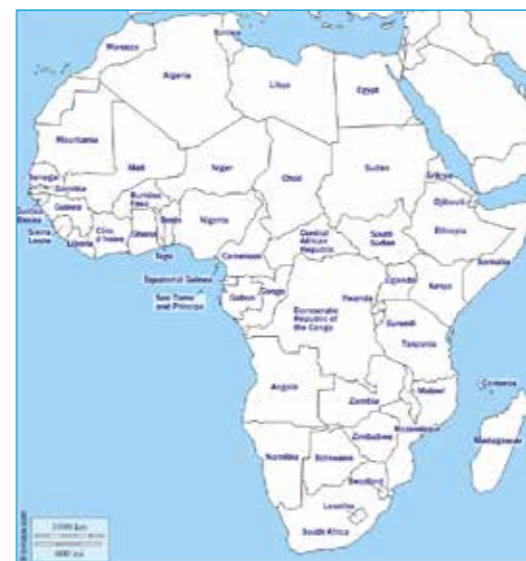 Tunisia
Morocco
Algeria
Libya
Egypt
Mauritania
Mali
Niger
Chad
Sudan
Eritrea
Senegal
Gambia
Guinea
Bissau
Guinea
Burkina
Faso
Benin
Nigeria
Djibouti
Ethiopia
Sierra
Leone
Liberia
Côte
d'Ivoire
Ghana
Togo
Cameroon
Central
African
Republic
South
Sudan
Somalia
Equatorial Guinea
Sao Tome
and Principe
Gabon
Congo
Uganda
Kenya
Rwanda
Democratic
Republic of
the Congo
Burundi
Tanzania
Angola
Zambia
Malawi
Comoros
Zimbabwe
Mozambique
Madagascar
Namibia
Botswana
Swaziland
Lesotho
South Africa
1000 km
600 mi